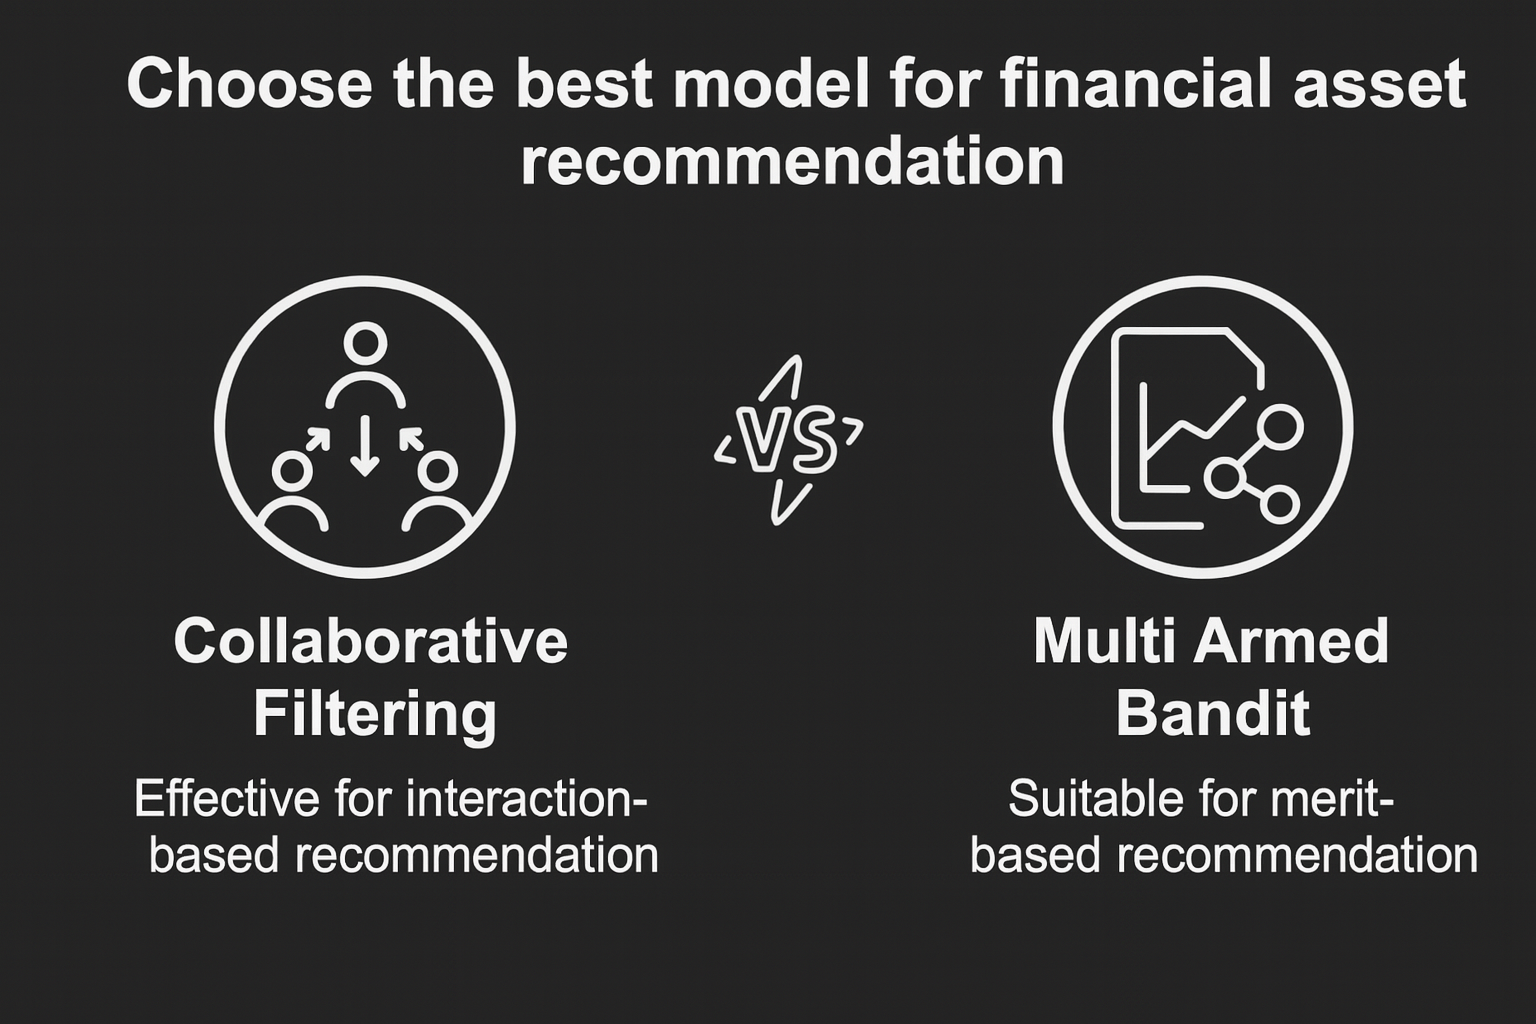 Choose the best model for financial asset
recommendation
VS
Collaborative
Filtering
Effective for interaction-
based recommendation
Multi Armed
Bandit
Suitable for merit-
based recommendation